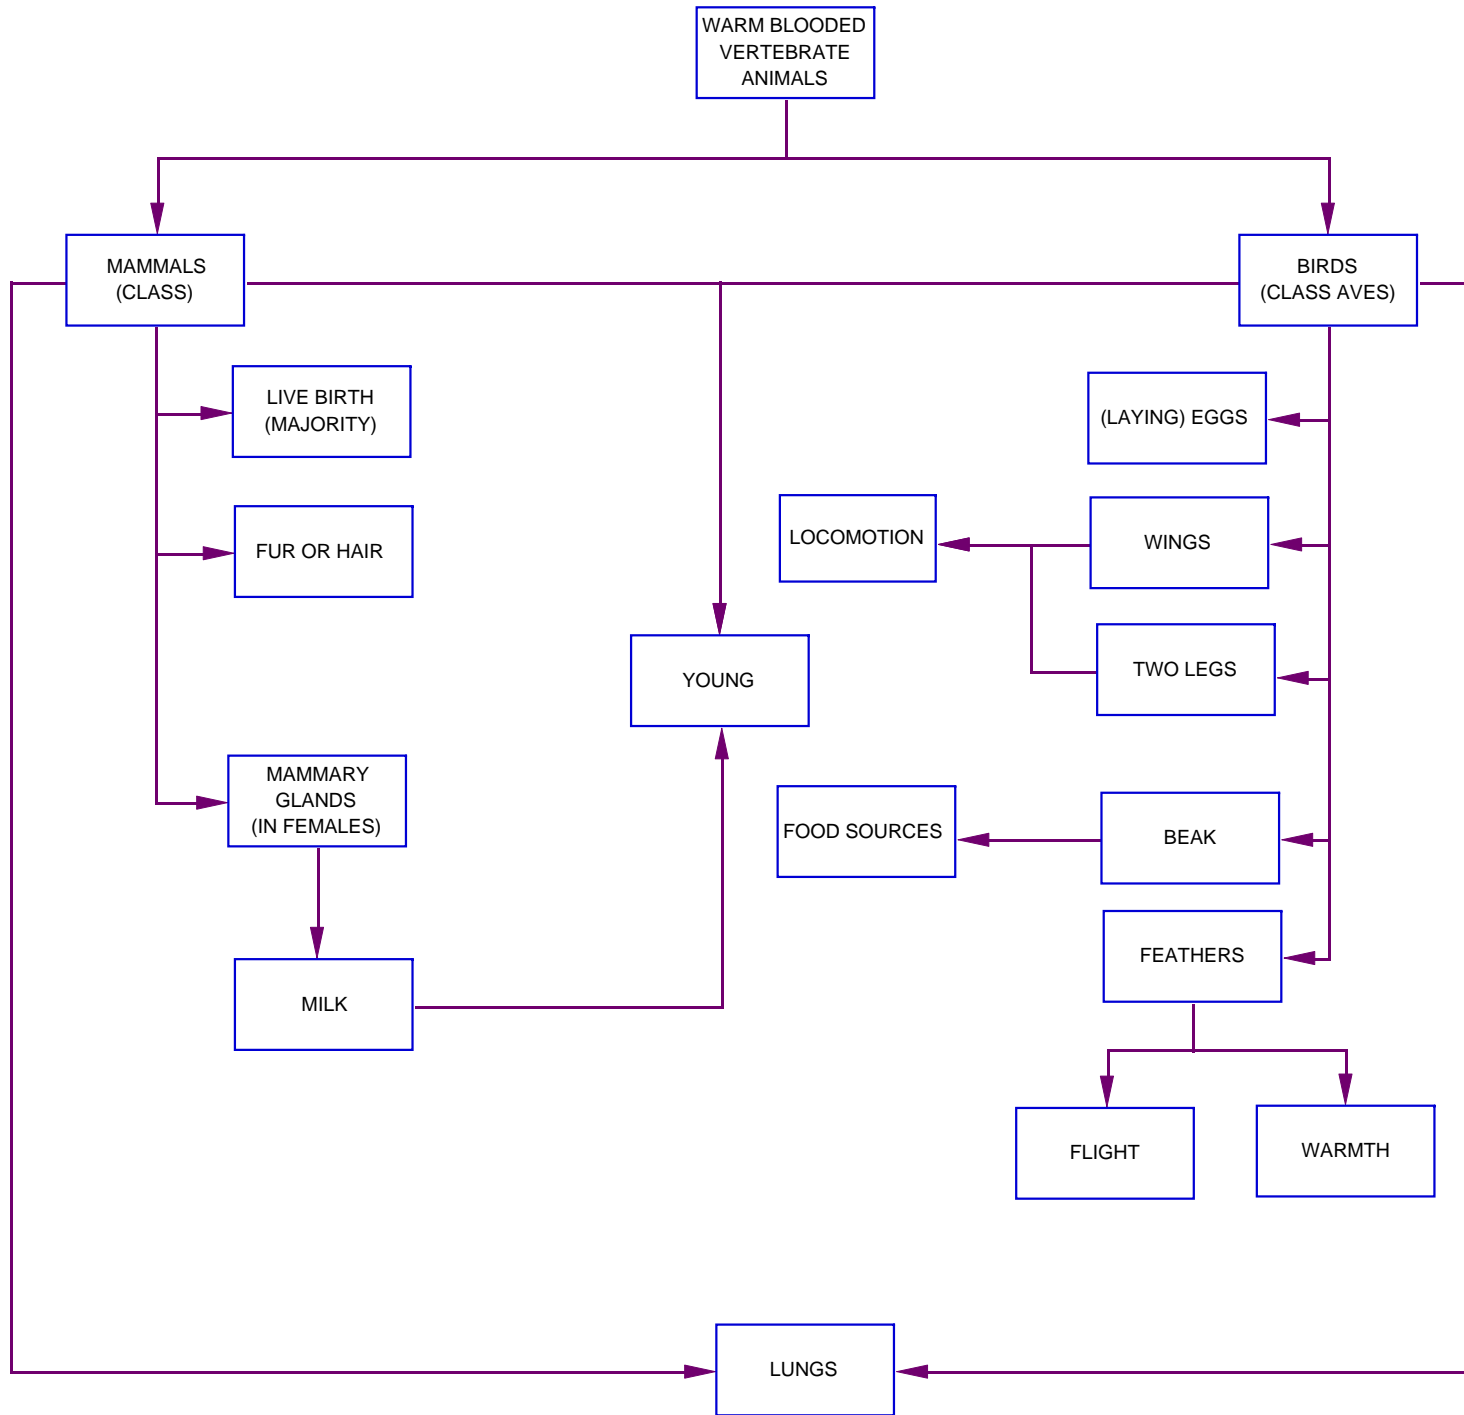 WARM BLOODED
VERTEBRATE
ANIMALS
MAMMALS
(CLASS)
BIRDS
(CLASS AVES)
LIVE BIRTH
(MAJORITY)
(LAYING) EGGS
FUR OR HAIR
LOCOMOTION
WINGS
YOUNG
TWO LEGS
MAMMARY
GLANDS
(IN FEMALES)
FOOD SOURCES
BEAK
FEATHERS
MILK
FLIGHT
WARMTH
LUNGS